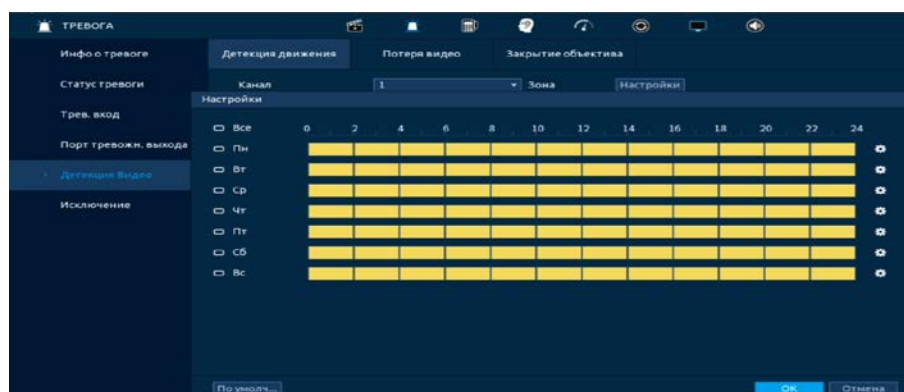 ТРЕВОГА
Инфо о тревоге
Детекция движения
Потеря видео
Закрытие объектива
Статус тревоги
Канал
1
Зона
Настройки
Настройки
Трев. вход
Все 0 2 4 6 8 10 12 14 16 18 20 22 24
Порт тревожн. выхода
Пн
Детекция Видео
Вт
Ср
Исключение
Чт
Пт
Сб
Вс
По умолч...
OK
Отмена